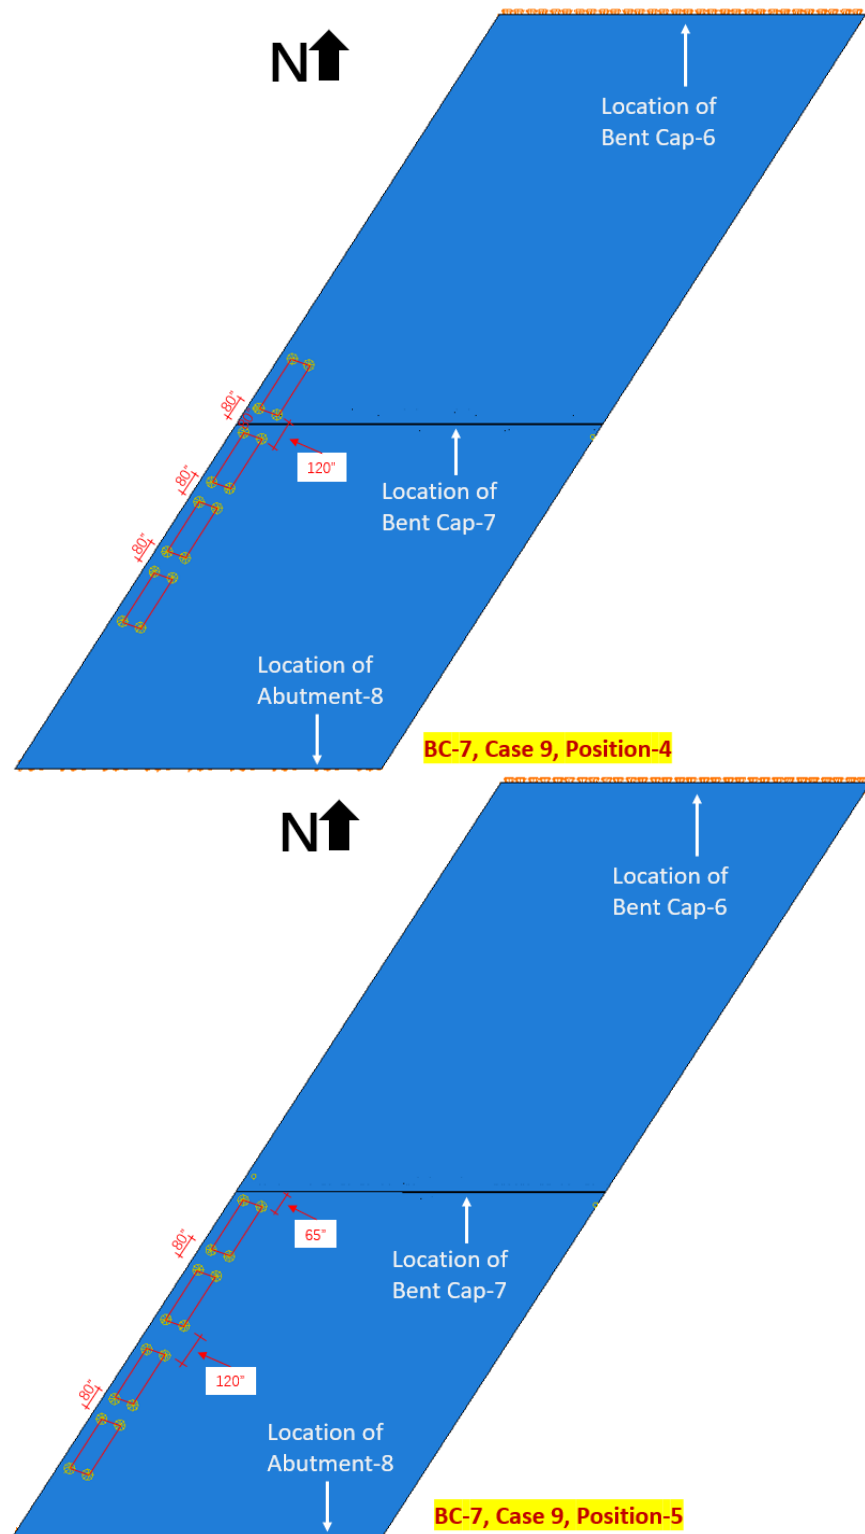 N
Location of
Bent Cap-6
80"
120"
80"
Location of
Bent Cap-7
80"
Location of
Abutment-8
BC-7, Case 9, Position-4
N
Location of
Bent Cap-6
65"
80"
Location of
Bent Cap-7
120"
80"
Location of
Abutment-8
BC-7, Case 9, Position-5